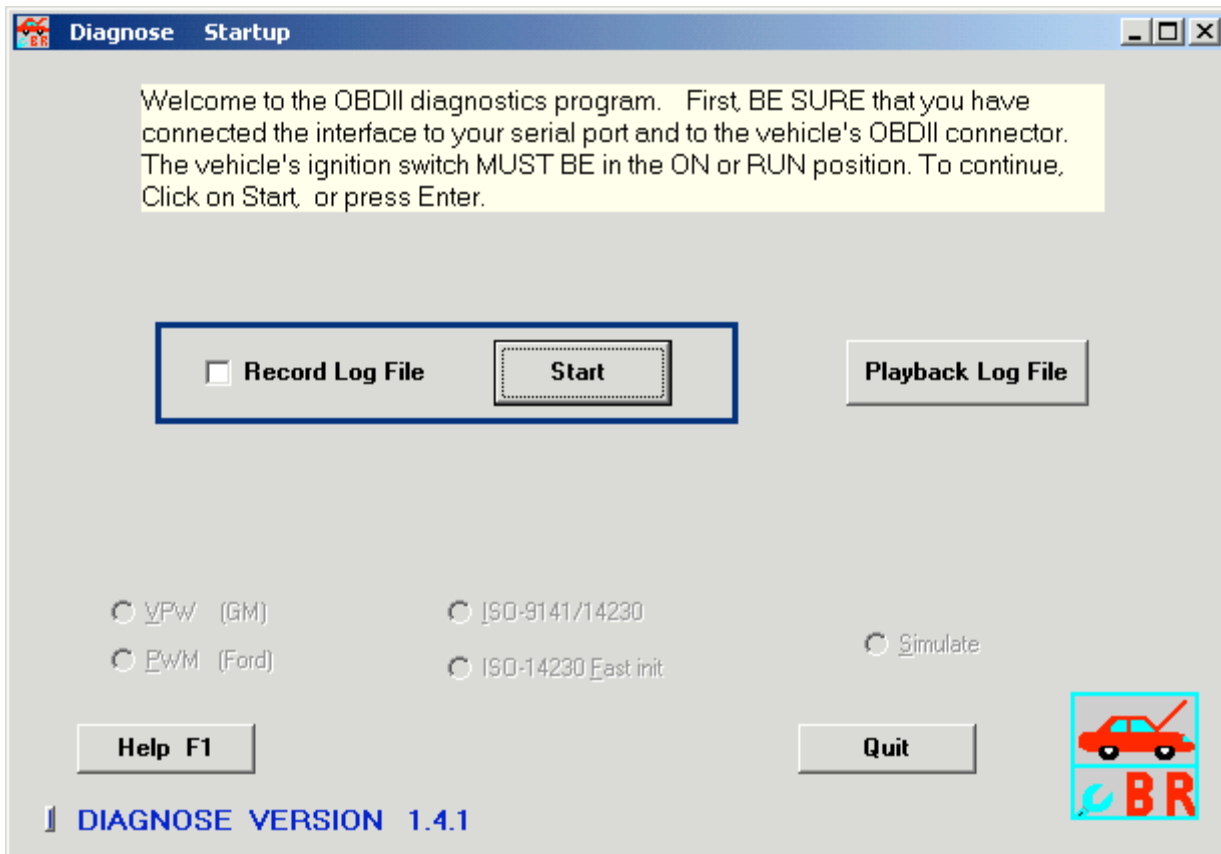 Diagnose Startup
Welcome to the OBDII diagnostics program. First, BE SURE that you have
connected the interface to your serial port and to the vehicle's OBDII connector.
The vehicle's ignition switch MUST BE in the ON or RUN position. To continue,
Click on Start, or press Enter.
Record Log File
Start
Playback Log File
VPW (GM)
ISO-9141/14230
Simulate
PWM (Ford)
ISO-14230 Fast init
Help F1
Quit
BR
DIAGNOSE VERSION 1.4.1